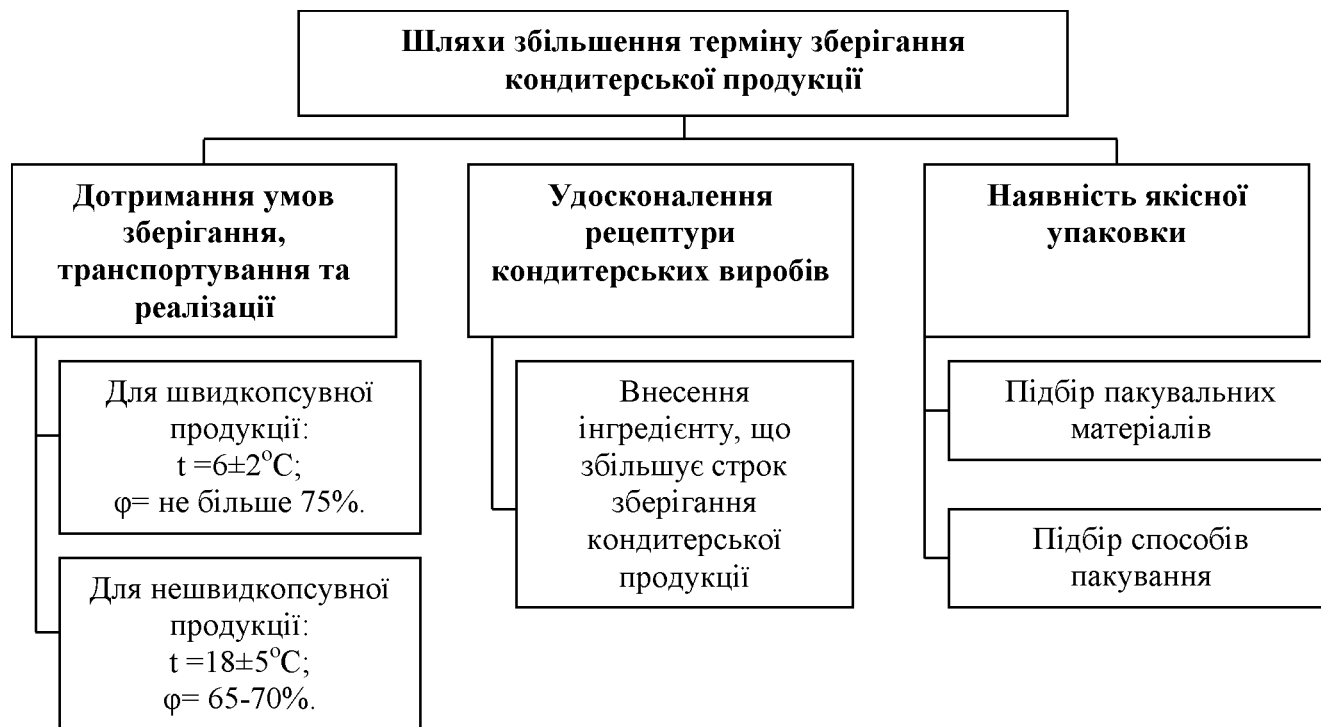 Шляхи збільшення терміну зберігання
кондитерської продукції
Дотримання умов
зберігання,
транспортування та
реалізації
Для швидкопсувної
продукції:
t =6±2°C;
φ= не більше 75%.
Для нешвидкопсувної
продукції:
t =18±5°C;
φ= 65-70%.
Удосконалення
рецептури
кондитерських виробів
Внесення
інгредієнту, що
збільшує строк
зберігання
кондитерської
продукції
Наявність якісної
упаковки
Підбір пакувальних
матеріалів
Підбір способів
пакування